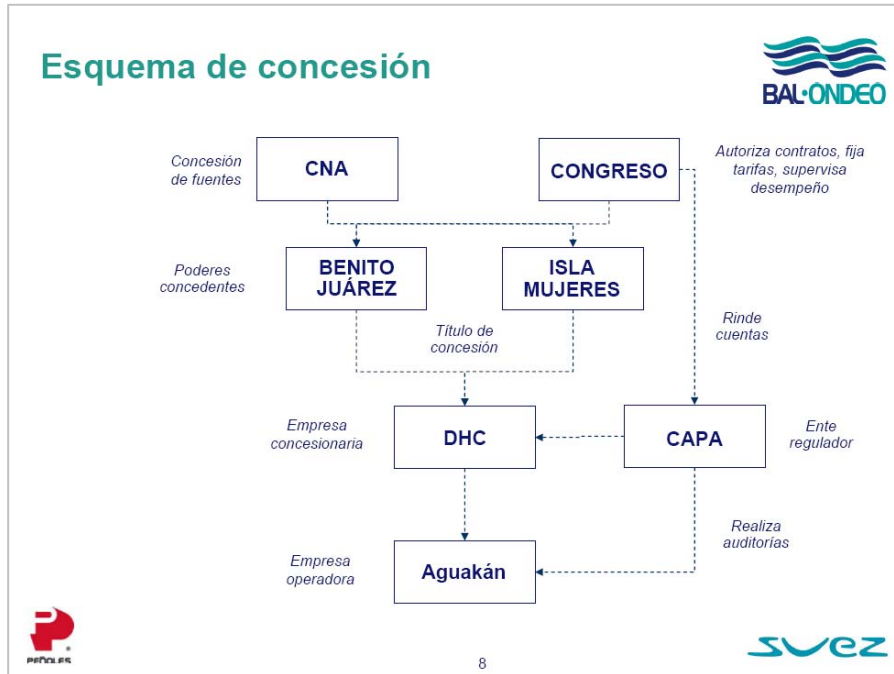 Esquema de concesión
BAL·ONDEO
Concesión
de fuentes
CNA
CONGRESO
Autoriza contratos, fija
tarifas, supervisa
desempeño
Poderes
concedentes
BENITO
JUÁREZ
ISLA
MUJERES
Título de
concesión
Rinde
cuentas
Empresa
concesionaria
DHC
CAPA
Ente
regulador
Realiza
auditorías
Empresa
operadora
Aguakán
PEÑOLES
8
suez